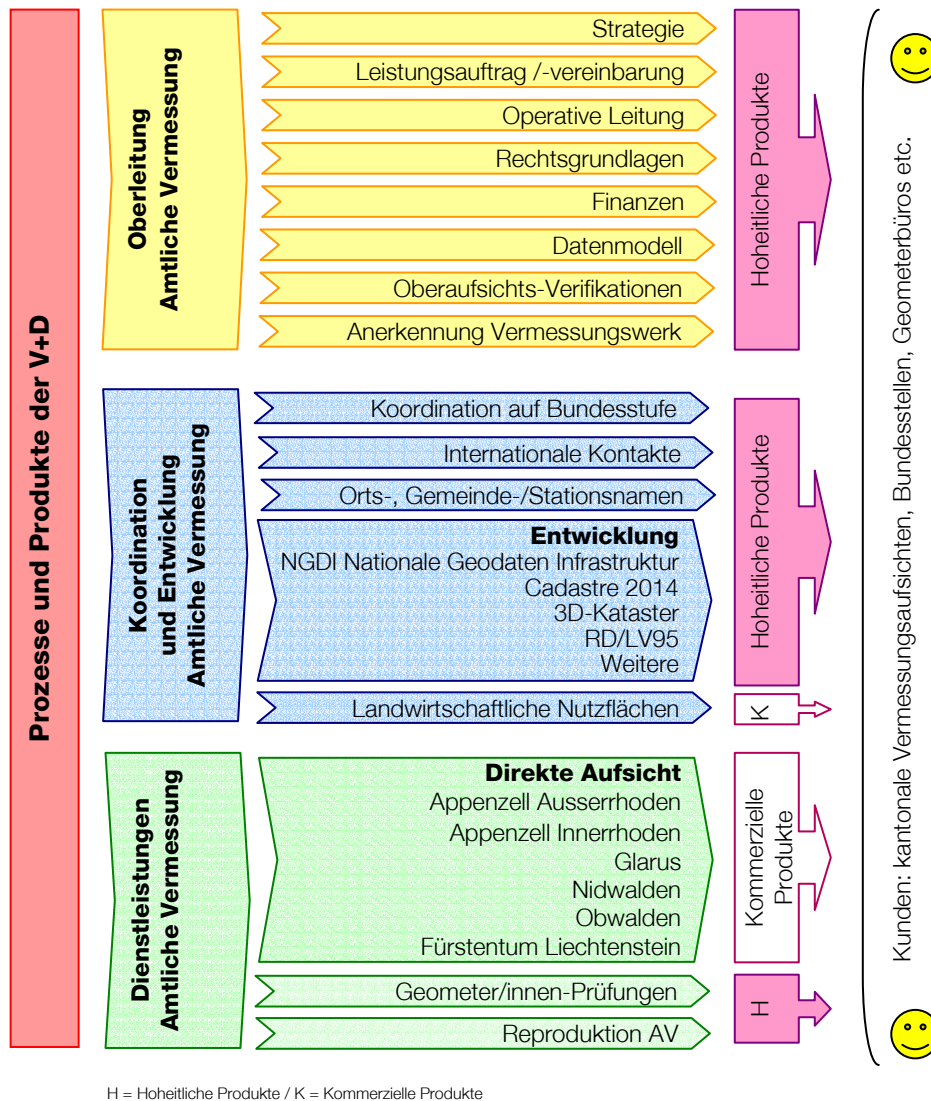 Prozesse und Produkte der V+D
Oberleitung
Amtliche Vermessung
Strategie
Leistungsauftrag /-vereinbarung
Operative Leitung
Rechtsgrundlagen
Finanzen
Datenmodell
Oberaufsichts-Verifikationen
Anerkennung Vermessungswerk
Hoheitliche Produkte
Koordination
und Entwicklung
Amtliche Vermessung
Koordination auf Bundesstufe
Internationale Kontakte
Orts-, Gemeinde-/Stationsnamen
Entwicklung
NGDI Nationale Geodaten Infrastruktur
Cadastre 2014
3D-Kataster
RD/LV95
Weitere
Landwirtschaftliche Nutzflächen
Hoheitliche Produkte
K
Dienstleistungen
Amtliche Vermessung
Direkte Aufsicht
Appenzell Ausserrhoden
Appenzell Innerrhoden
Glarus
Nidwalden
Obwalden
Fürstentum Liechtenstein
Geometer/innen-Prüfungen
Reproduktion AV
Kommerzielle
Produkte
H
Kunden: kantonale Vermessungsaufsichten, Bundesstellen, Geometerbüros etc.
H = Hoheitliche Produkte / K = Kommerzielle Produkte